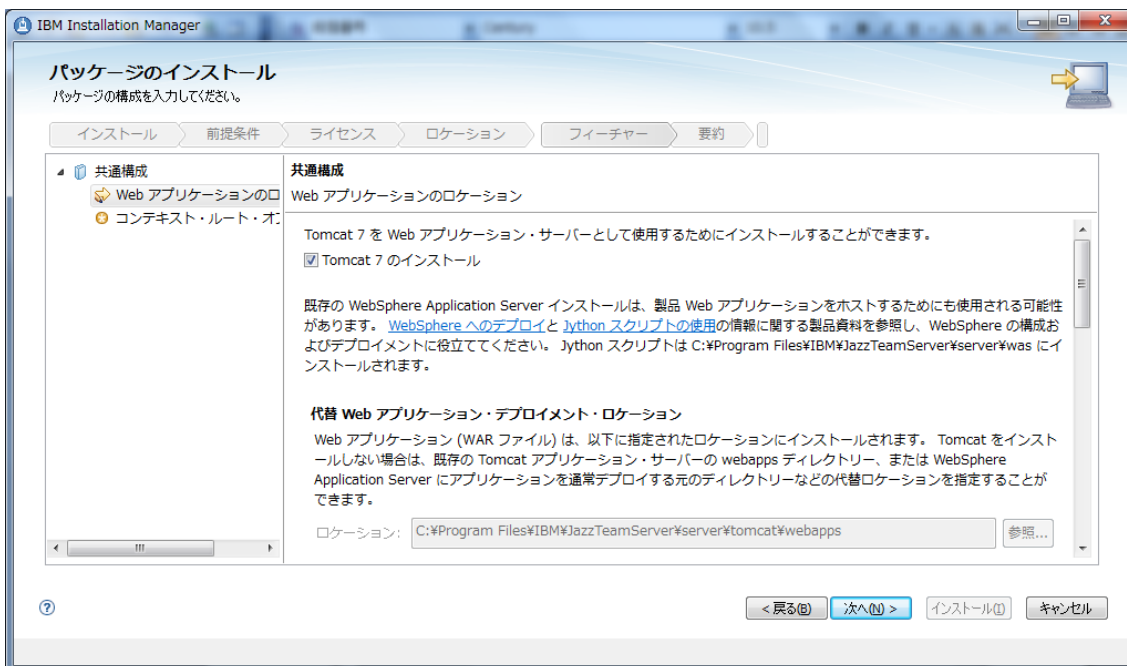 IBM Installation Manager
パッケージのインストール
パッケージの構成を入力してください。
インストール
前提条件
ライセンス
ロケーション
フィーチャー
要約
共通構成
Web アプリケーションのロ
コンテキスト・ルート・オ
共通構成
Web アプリケーションのロケーション
Tomcat 7 を Web アプリケーション・サーバーとして使用するためにインストールすることができます。
Tomcat 7 のインストール
既存の WebSphere Application Server インストールは、製品 Web アプリケーションをホストするためにも使用される可能性
があります。 WebSphere へのデプロイと Jython スクリプトの使用の情報に関する製品資料を参照し、WebSphere の構成お
よびデプロイメントに役立ててください。 Jython スクリプトは C:¥Program Files¥IBM¥JazzTeamServer¥server¥was にイ
ンストールされます。
代替 Web アプリケーション・デプロイメント・ロケーション
Web アプリケーション (WAR ファイル) は、以下に指定されたロケーションにインストールされます。 Tomcat をインスト
ールしない場合は、既存の Tomcat アプリケーション・サーバーの webapps ディレクトリー、または WebSphere
Application Server にアプリケーションを通常デプロイする元のディレクトリーなどの代替ロケーションを指定することが
できます。
ロケーション:
C:¥Program Files¥IBM¥JazzTeamServer¥server¥tomcat¥webapps
参照...
< 戻る(B)
次へ(N) >
インストール(I)
キャンセル